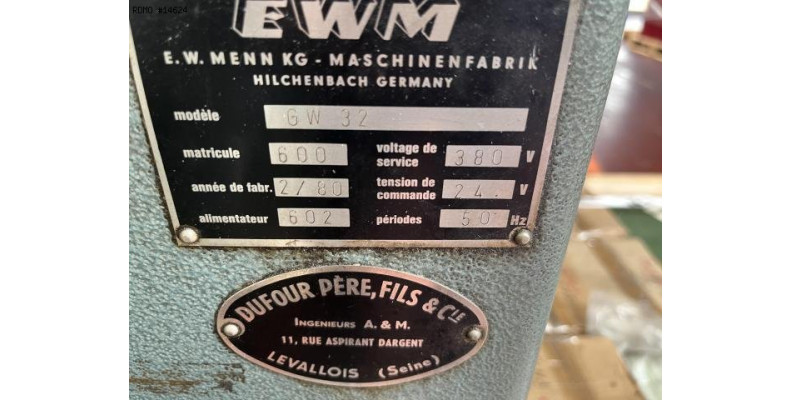 RDMO #14624
EWM
E. W. MENN KG - MASCHINENFABRIK
HILCHENBACH GERMANY
modèle GW 32
matricule 600 voltage de service 380 V
année de fabr. 2/80 tension de commande 24. V
alimentateur 602 périodes 50 Hz
DUFOUR PÈRE, FILS & CIE
INGENIEURS A. & M.
11, RUE ASPIRANT DARGENT
LEVALLOIS (Seine)